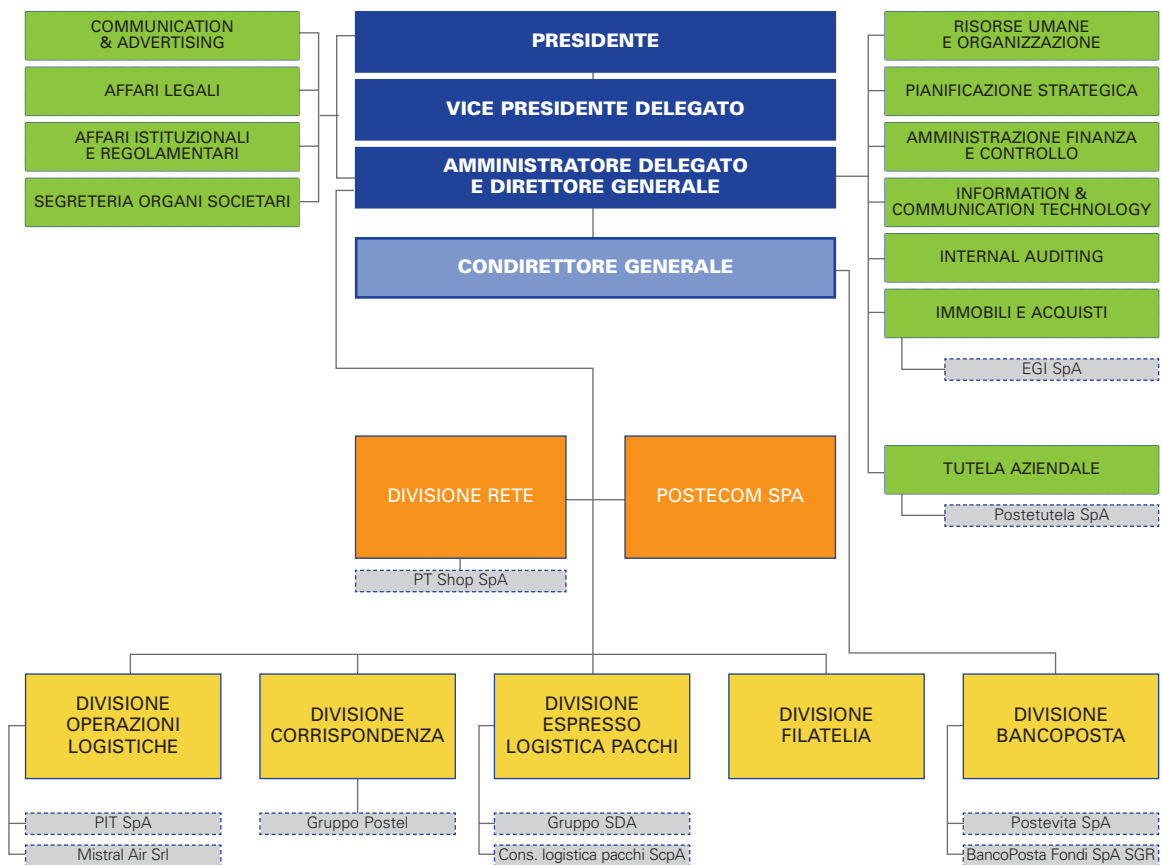 COMMUNICATION
& ADVERTISING
AFFARI LEGALI
AFFARI ISTITUZIONALI
E REGOLAMENTARI
SEGRETERIA ORGANI SOCIETARI
PRESIDENTE
VICE PRESIDENTE DELEGATO
AMMINISTRATORE DELEGATO
E DIRETTORE GENERALE
CONDIRETTORE GENERALE
RISORSE UMANE
E ORGANIZZAZIONE
PIANIFICAZIONE STRATEGICA
AMMINISTRAZIONE FINANZA
E CONTROLLO
INFORMATION &
COMMUNICATION TECHNOLOGY
INTERNAL AUDITING
IMMOBILI E ACQUISTI
EGI SpA
TUTELA AZIENDALE
Postetutela SpA
DIVISIONE RETE
PT Shop SpA
POSTECOM SPA
DIVISIONE
OPERAZIONI
LOGISTICHE
PIT SpA
Mistral Air Srl
DIVISIONE
CORRISPONDENZA
Gruppo Postel
DIVISIONE
ESPRESSO
LOGISTICA PACCHI
Gruppo SDA
Cons. logistica pacchi ScpA
DIVISIONE
FILATELIA
DIVISIONE
BANCOPOSTA
Postevita SpA
BancoPosta Fondi SpA SGR